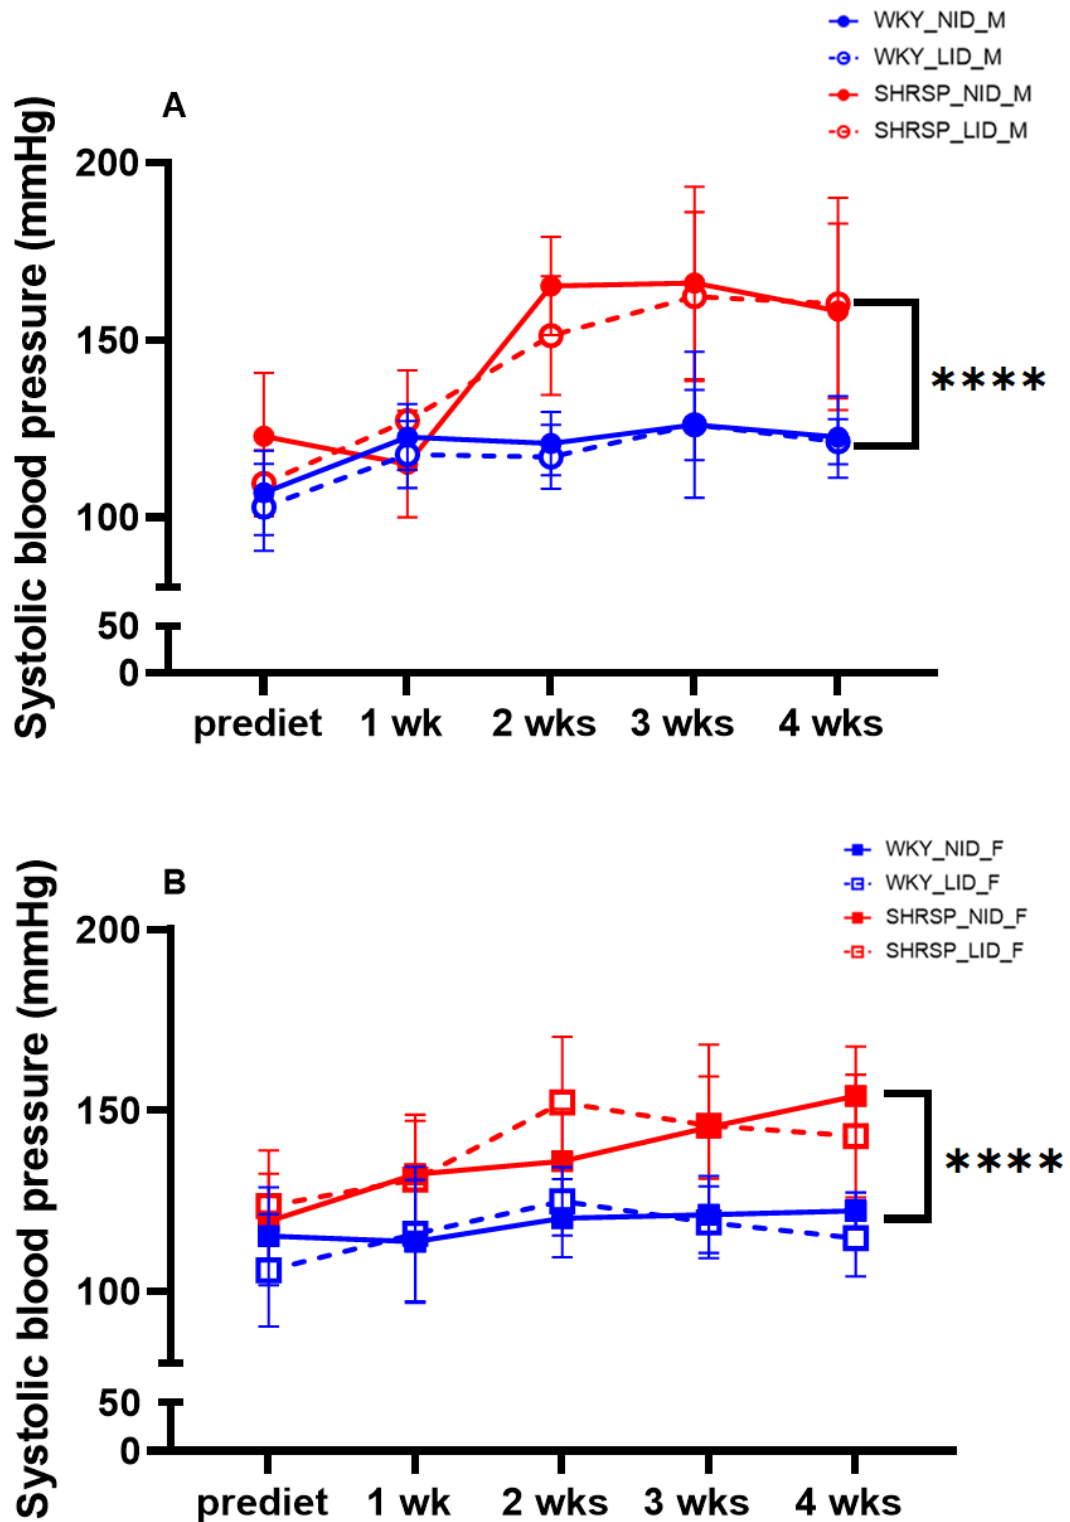 WKY_NID_M
WKY_LID_M
SHRSP_NID_M
SHRSP_LID_M
A
Systolic blood pressure (mmHg)
200
150
100
50
0
****
prediet 1 wk 2 wks 3 wks 4 wks
WKY_NID_F
WKY_LID_F
SHRSP_NID_F
SHRSP_LID_F
B
Systolic blood pressure (mmHg)
200
150
100
50
0
****
prediet 1 wk 2 wks 3 wks 4 wks